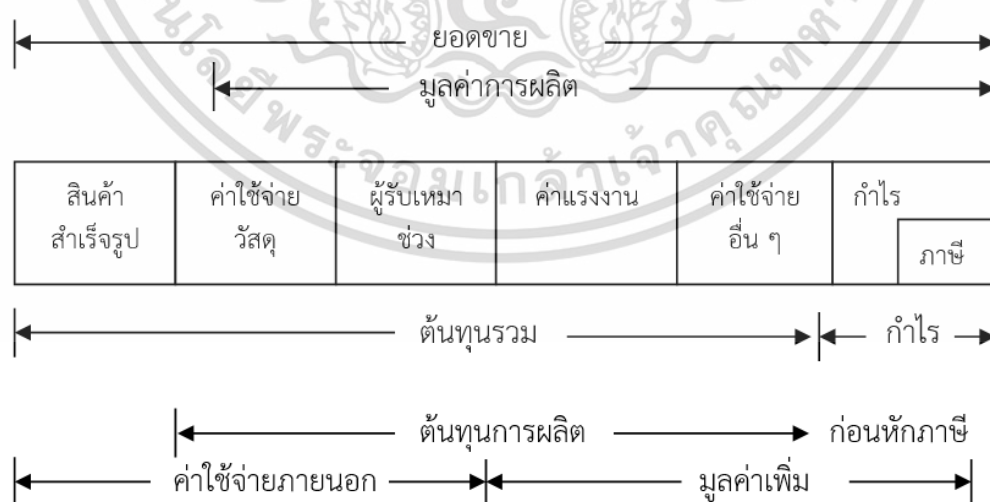 ยอดขาย
มูลค่าการผลิต
สินค้า
สำเร็จรูป
ค่าใช้จ่าย
วัสดุ
ผู้รับเหมา
ช่วง
ค่าแรงงาน
ค่าใช้จ่าย
อื่น ๆ
กำไร
ภาษี
ต้นทุนรวม
กำไร
ต้นทุนการผลิต
ก่อนหักภาษี
ค่าใช้จ่ายภายนอก
มูลค่าเพิ่ม